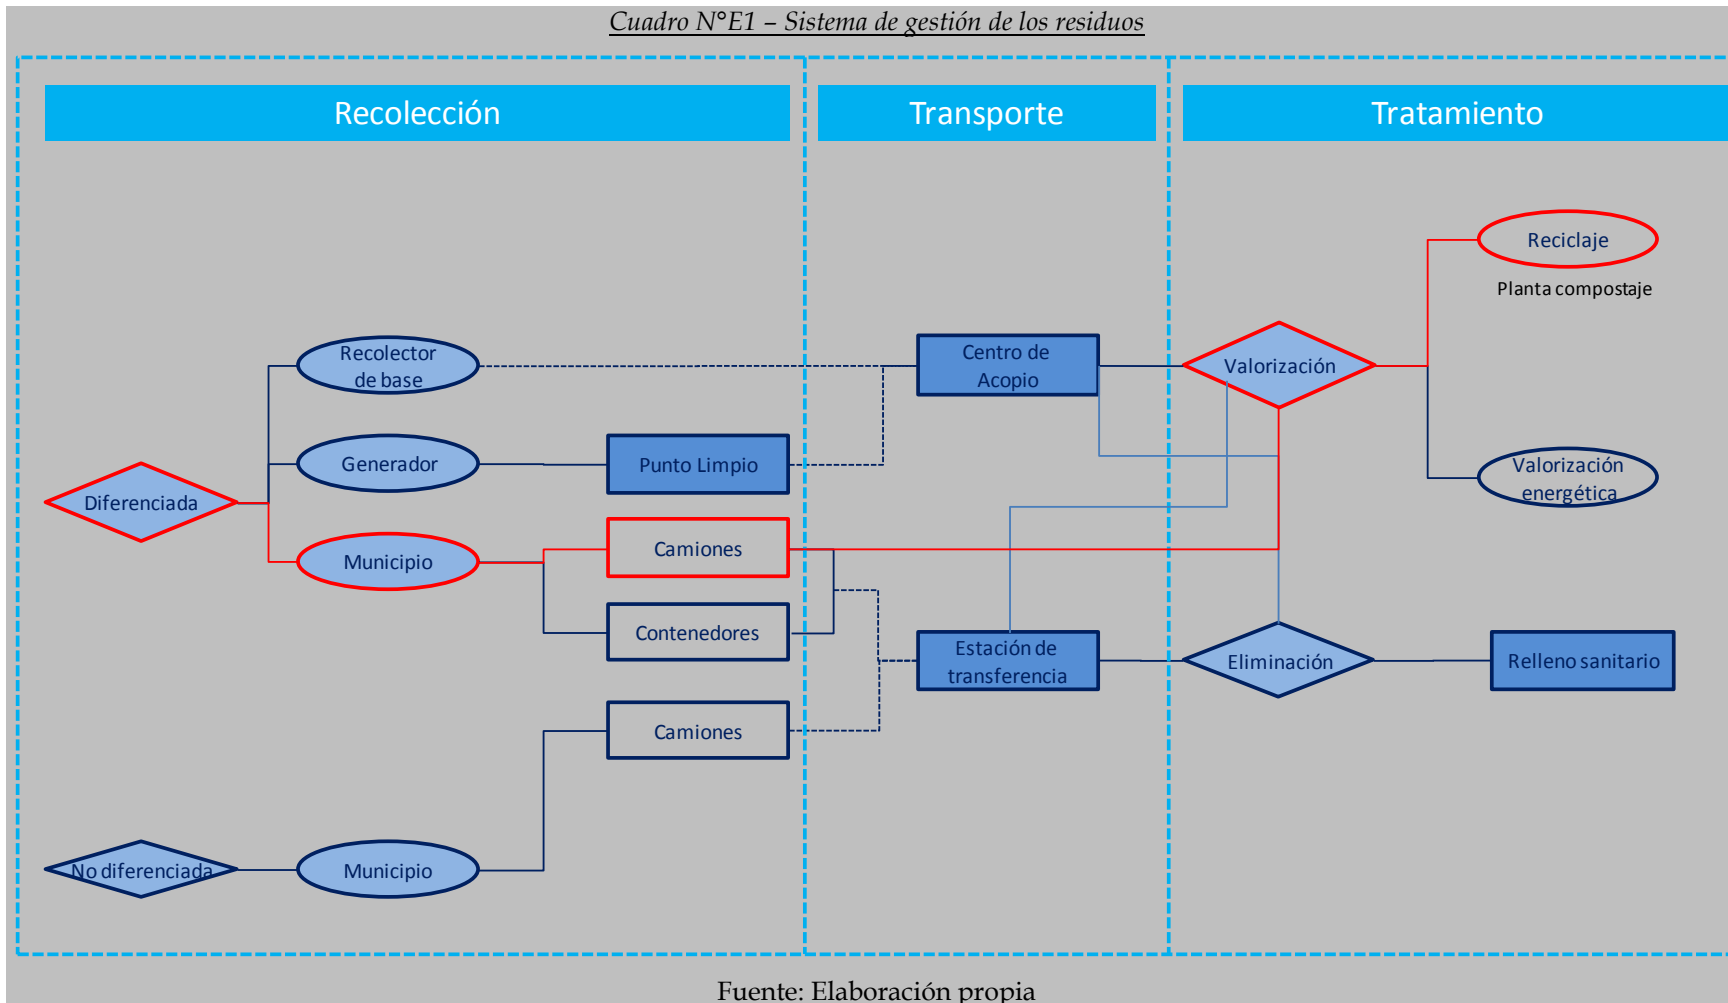 Cuadro N°E1 – Sistema de gestión de los residuos
Recolección
Transporte
Tratamiento
Reciclaje
Planta compostaje
Recolector
de base
Centro de
Acopio
Valorización
Generador
Punto Limpio
Valorización
energética
Diferenciada
Municipio
Camiones
Contenedores
Estación de
transferencia
Eliminación
Relleno sanitario
Camiones
No diferenciada
Municipio
Fuente: Elaboración propia